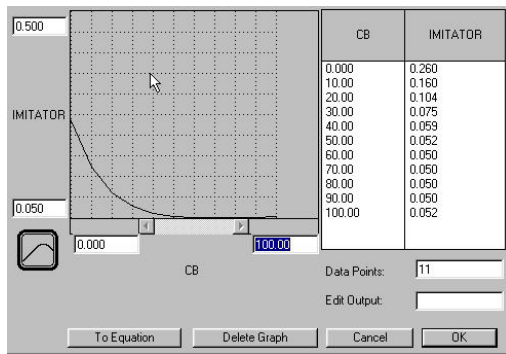 0.500
IMITATOR
0.050
0.000
100.00
CB
CB IMITATOR
0.000 0.260
10.00 0.160
20.00 0.104
30.00 0.075
40.00 0.059
50.00 0.052
60.00 0.050
70.00 0.050
80.00 0.050
90.00 0.050
100.00 0.052
Data Points: 11
Edit Output:
To Equation
Delete Graph
Cancel
OK